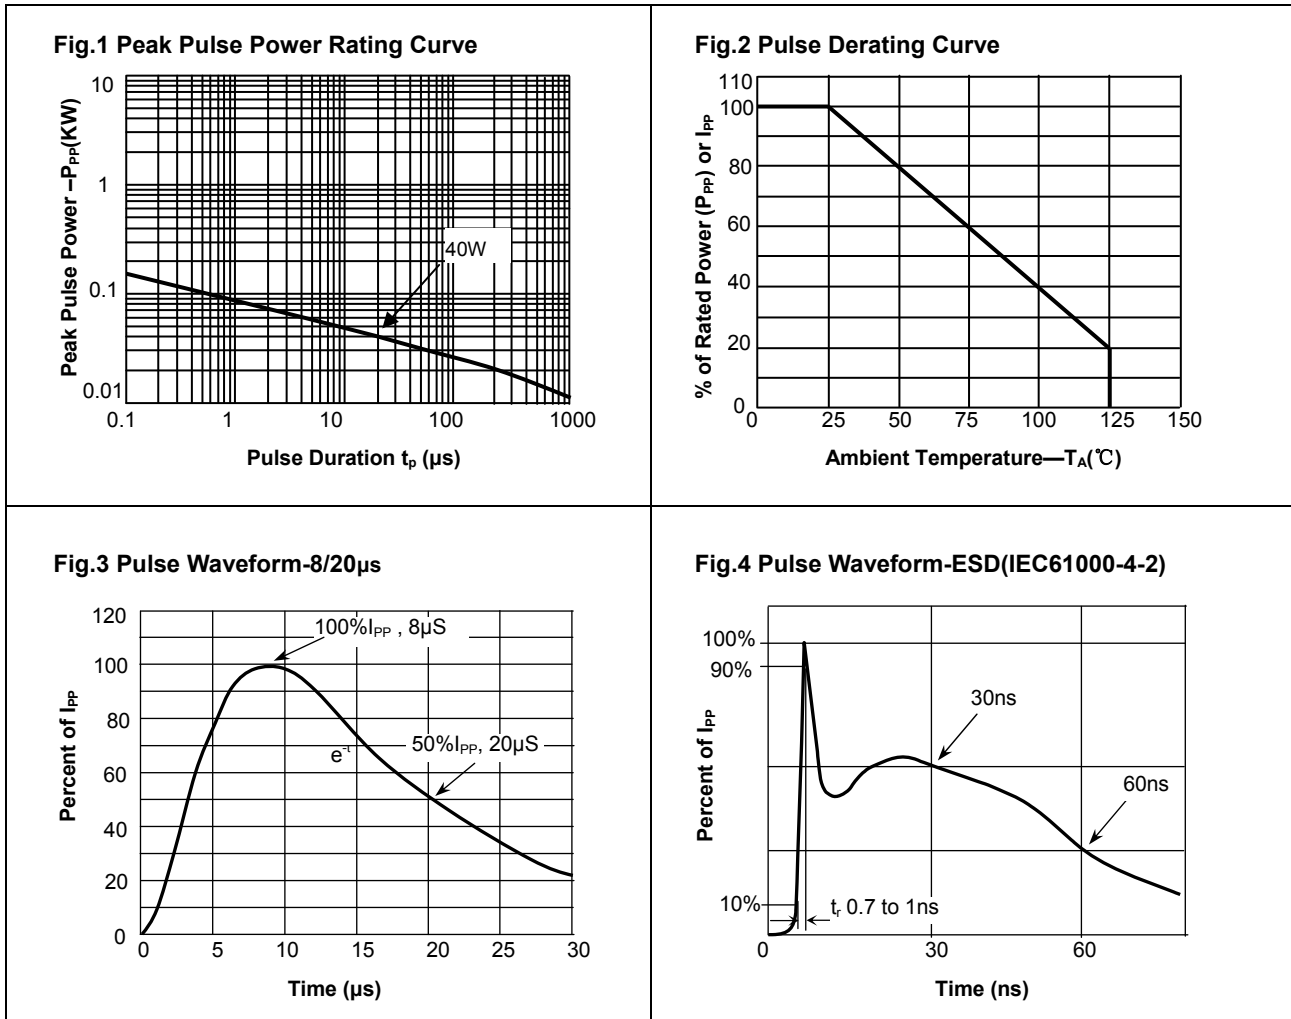 Fig.1 Peak Pulse Power Rating Curve
Peak Pulse Power –PPP(KW)
10
1
0.1
0.01
40W
0.1 1 10 100 1000
Pulse Duration tp (µs)
Fig.2 Pulse Derating Curve
% of Rated Power (PPP) or IPP
110
100
80
60
40
20
0
0 25 50 75 100 125 150
Ambient Temperature—TA(℃)
Fig.3 Pulse Waveform-8/20µs
Percent of IPP
120
100
80
60
40
20
0
100%IPP , 8µS
e-t
50%IPP, 20µS
0 5 10 15 20 25 30
Time (µs)
Fig.4 Pulse Waveform-ESD(IEC61000-4-2)
Percent of IPP
100%
90%
10%
30ns
60ns
tr 0.7 to 1ns
0 30 60
Time (ns)